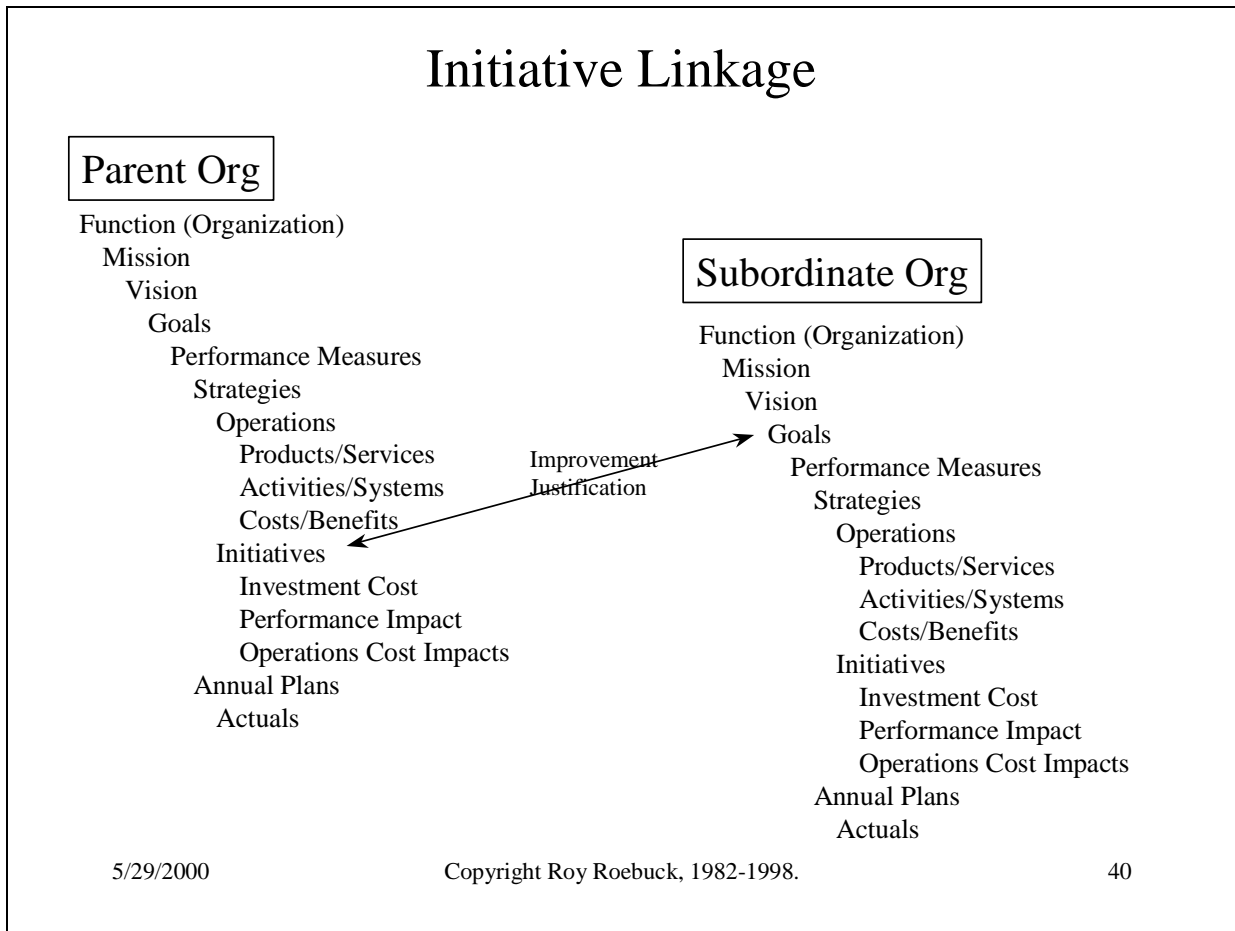 Initiative Linkage
Parent Org
Function (Organization)
Mission
Vision
Goals
Performance Measures
Strategies
Operations
Products/Services
Activities/Systems
Costs/Benefits
Initiatives
Investment Cost
Performance Impact
Operations Cost Impacts
Annual Plans
Actuals
Improvement
Justification
Subordinate Org
Function (Organization)
Mission
Vision
Goals
Performance Measures
Strategies
Operations
Products/Services
Activities/Systems
Costs/Benefits
Initiatives
Investment Cost
Performance Impact
Operations Cost Impacts
Annual Plans
Actuals
5/29/2000
Copyright Roy Roebuck, 1982-1998.
40